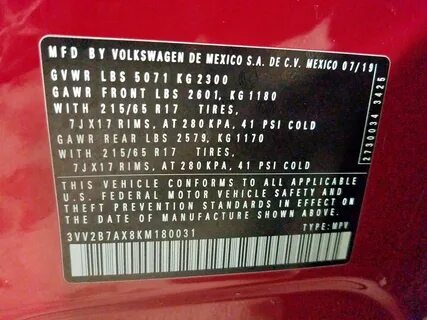 MFD BY VOLKSWAGEN DE MEXICO S.A. DE C.V. MEXICO 07/19
GVWR LBS 5071 KG 2300
GAWR FRONT LBS 2601, KG 1180
WITH 215/65 R17 TIRES,
7JX17 RIMS, AT 280 KPA, 41 PSI COLD
GAWR REAR LBS 2579, KG 1170
WITH 215/65 R17 TIRES,
7JX17 RIMS, AT 280 KPA, 41 PSI COLD
THIS VEHICLE CONFORMS TO ALL APPLICABLE
U.S. FEDERAL MOTOR VEHICLE SAFETY AND
THEFT PREVENTION STANDARDS IN EFFECT ON
THE DATE OF MANUFACTURE SHOWN ABOVE.
3VV2B7AX8KM180031 TYPE: MPV
2730034 3425